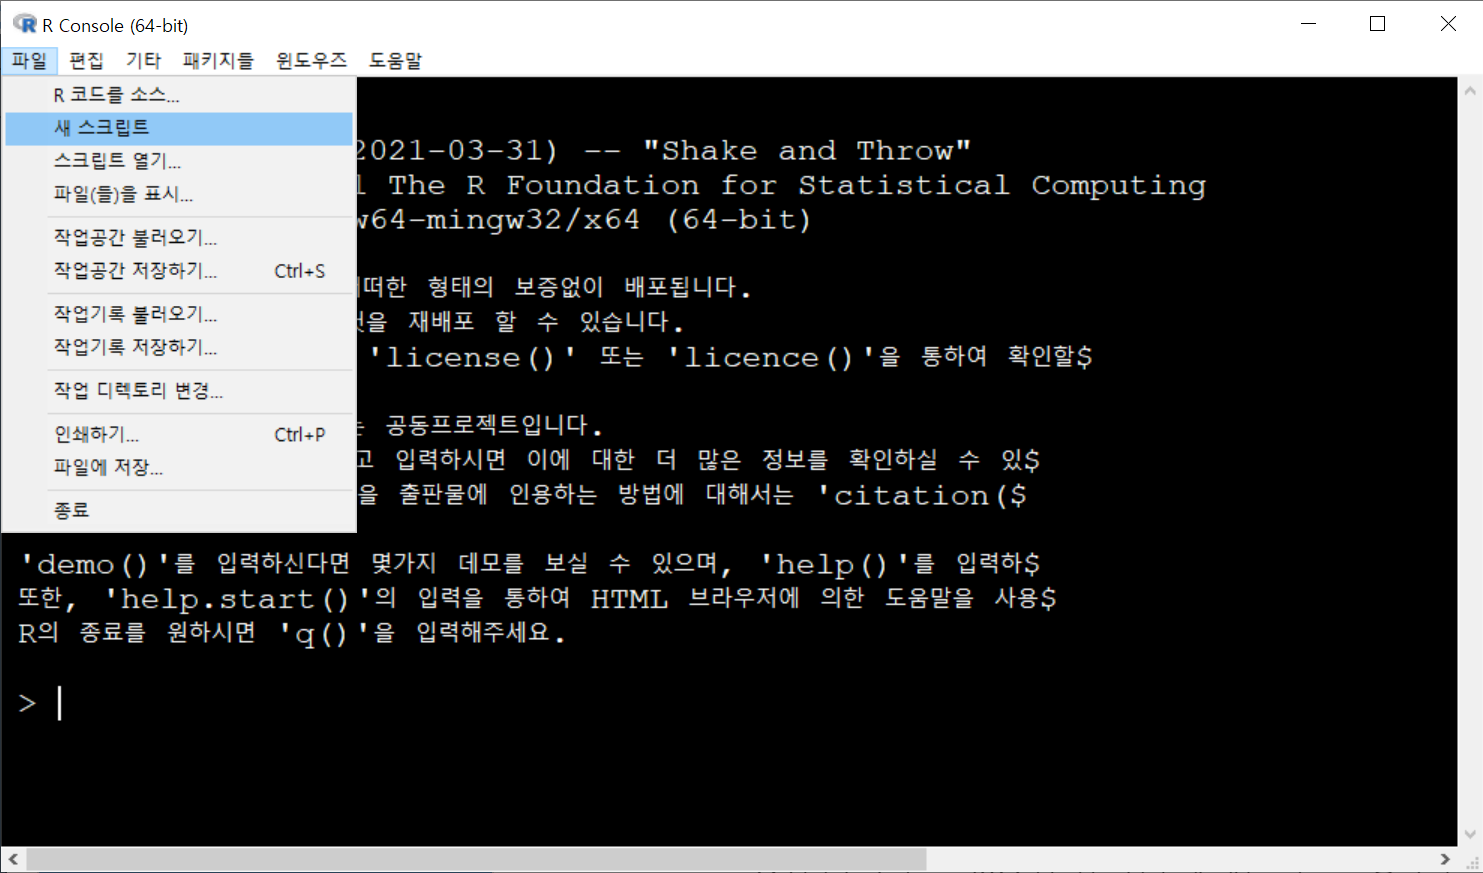 R Console (64-bit)
파일 편집 기타 패키지들 윈도우즈 도움말
R 코드를 소스...
새 스크립트
스크립트 열기...
파일(들)을 표시...
작업공간 불러오기...
작업공간 저장하기... Ctrl+S
작업기록 불러오기...
작업기록 저장하기...
작업 디렉토리 변경...
인쇄하기... Ctrl+P
파일에 저장...
종료
2021-03-31) -- "Shake and Throw"
The R Foundation for Statistical Computing
w64-mingw32/x64 (64-bit)
형태의 보증없이 배포됩니다.
재배포 할 수 있습니다.
'license()' 또는 'licence()'을 통하여 확인할$
공동프로젝트입니다.
입력하시면 이에 대한 더 많은 정보를 확인하실 수 있$
을 출판물에 인용하는 방법에 대해서는 'citation($
'demo()'를 입력하신다면 몇가지 데모를 보실 수 있으며, 'help()'를 입력하$
또한, 'help.start()'의 입력을 통하여 HTML 브라우저에 의한 도움말을 사용$
R의 종료를 원하시면 'q()'을 입력해주세요.
>